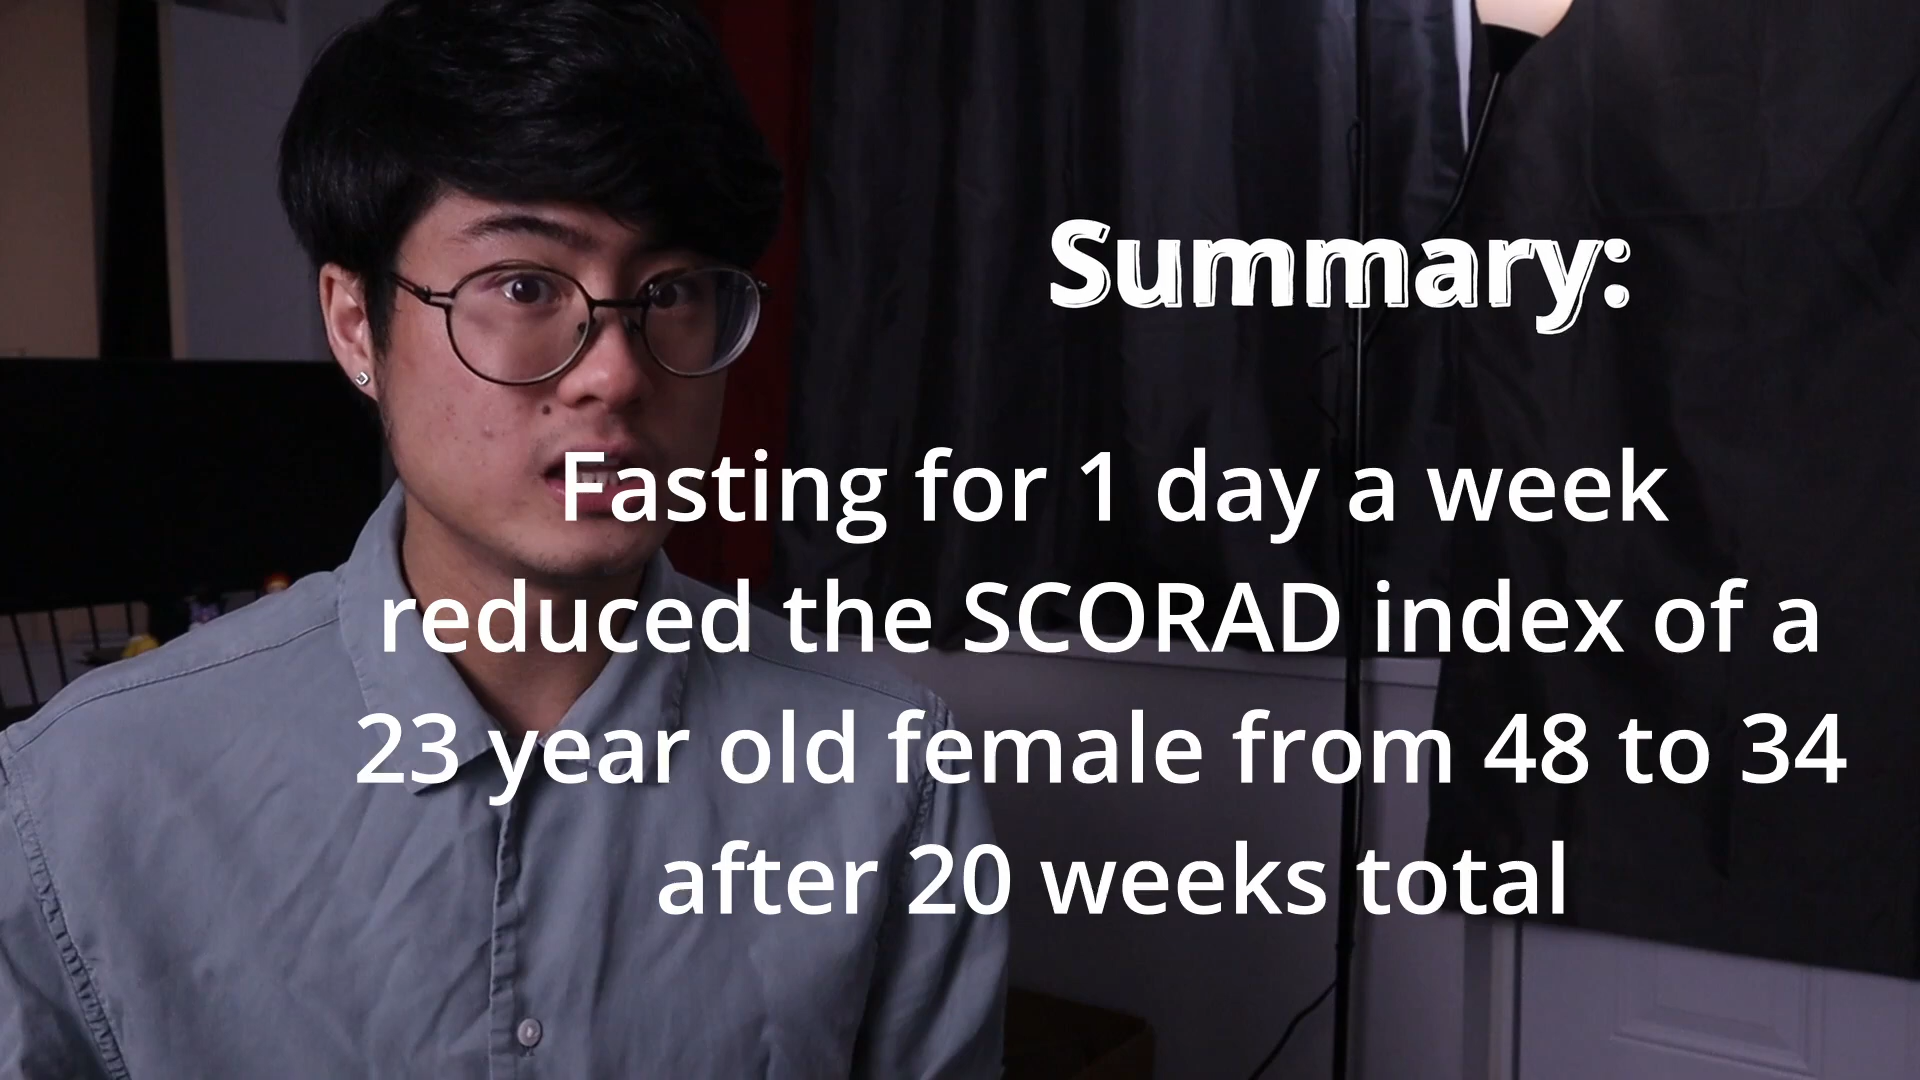 Summary:
Fasting for 1 day a week
reduced the SCORAD index of a
23 year old female from 48 to 34
after 20 weeks total